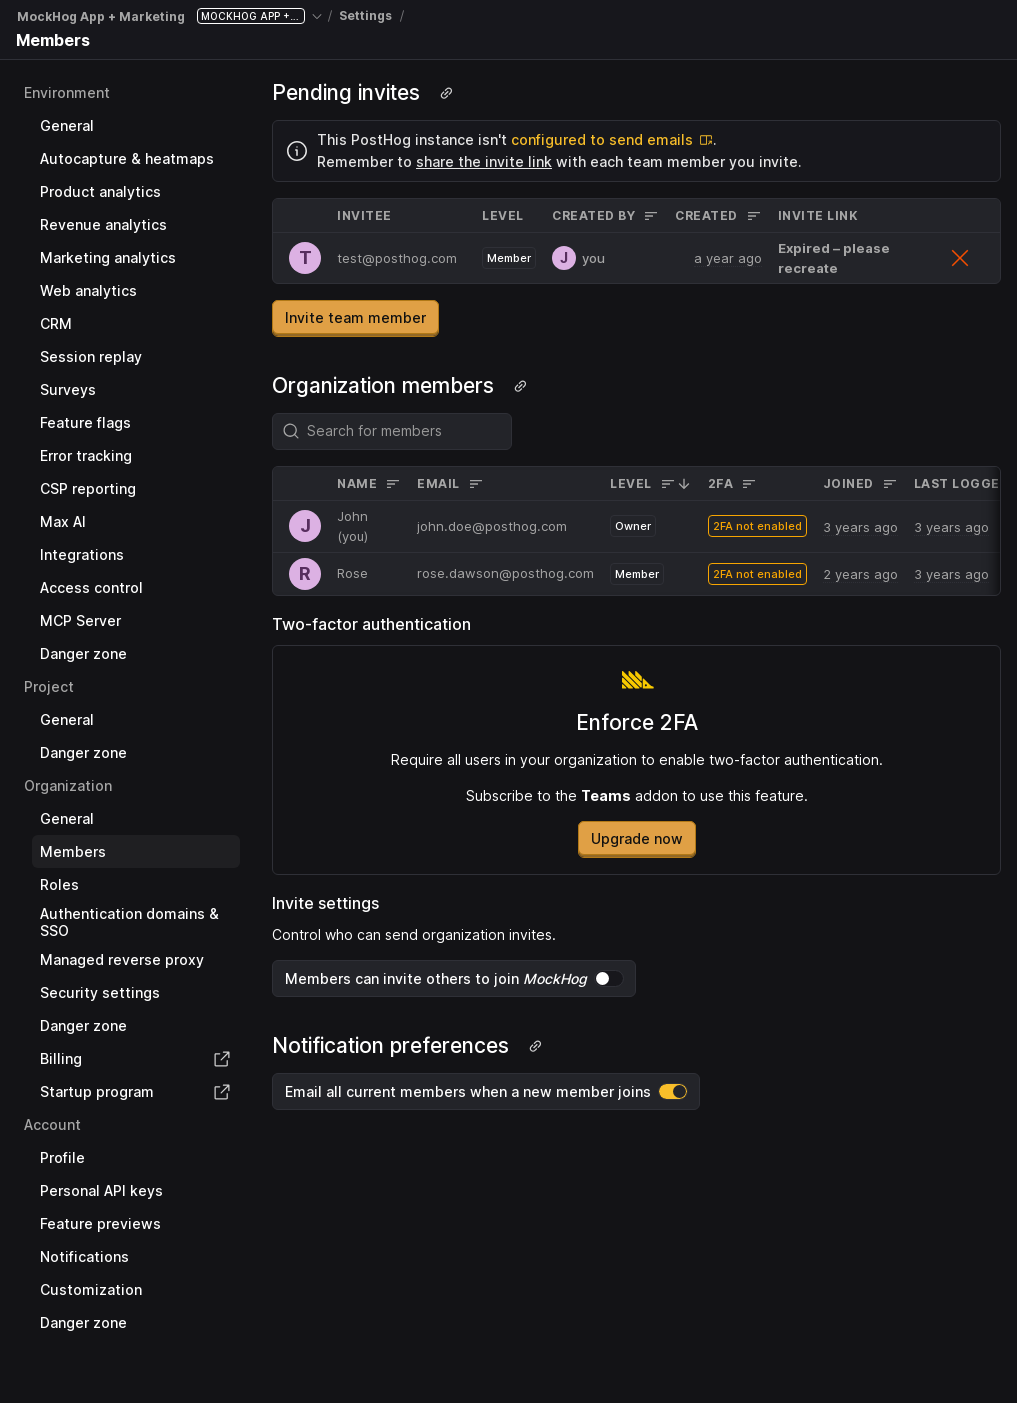 MockHog App + Marketing MOCKHOG APP +... / Settings /
Members
Environment
General
Autocapture & heatmaps
Product analytics
Revenue analytics
Marketing analytics
Web analytics
CRM
Session replay
Surveys
Feature flags
Error tracking
CSP reporting
Max AI
Integrations
Access control
MCP Server
Danger zone
Project
General
Danger zone
Organization
General
Members
Roles
Authentication domains &
SSO
Managed reverse proxy
Security settings
Danger zone
Billing
Startup program
Account
Profile
Personal API keys
Feature previews
Notifications
Customization
Danger zone
Pending invites
This PostHog instance isn't configured to send emails .
Remember to share the invite link with each team member you invite.
INVITEE LEVEL CREATED BY CREATED INVITE LINK
T test@posthog.com Member J you a year ago Expired – please
recreate
Invite team member
Organization members
Search for members
NAME EMAIL LEVEL 2FA JOINED LAST LOGGE
J John
(you) john.doe@posthog.com Owner 2FA not enabled 3 years ago 3 years ago
R Rose rose.dawson@posthog.com Member 2FA not enabled 2 years ago 3 years ago
Two-factor authentication
Enforce 2FA
Require all users in your organization to enable two-factor authentication.
Subscribe to the Teams addon to use this feature.
Upgrade now
Invite settings
Control who can send organization invites.
Members can invite others to join MockHog
Notification preferences
Email all current members when a new member joins